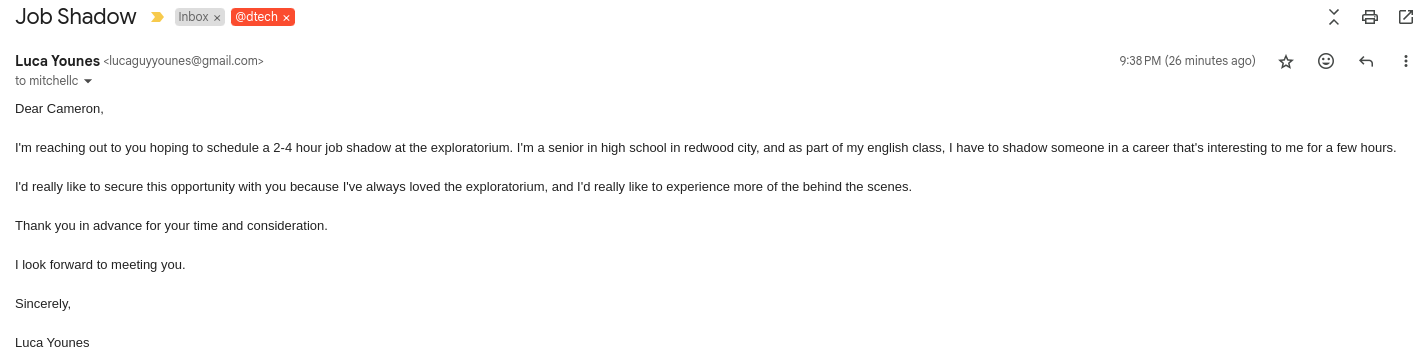 Job Shadow Inbox × @dtech ×
Luca Younes <lucaguyyounes@gmail.com> 9:38 PM (26 minutes ago)
to mitchellc
Dear Cameron,
I'm reaching out to you hoping to schedule a 2-4 hour job shadow at the exploratorium. I'm a senior in high school in redwood city, and as part of my english class, I have to shadow someone in a career that's interesting to me for a few hours.
I'd really like to secure this opportunity with you because I've always loved the exploratorium, and I'd really like to experience more of the behind the scenes.
Thank you in advance for your time and consideration.
I look forward to meeting you.
Sincerely,
Luca Younes